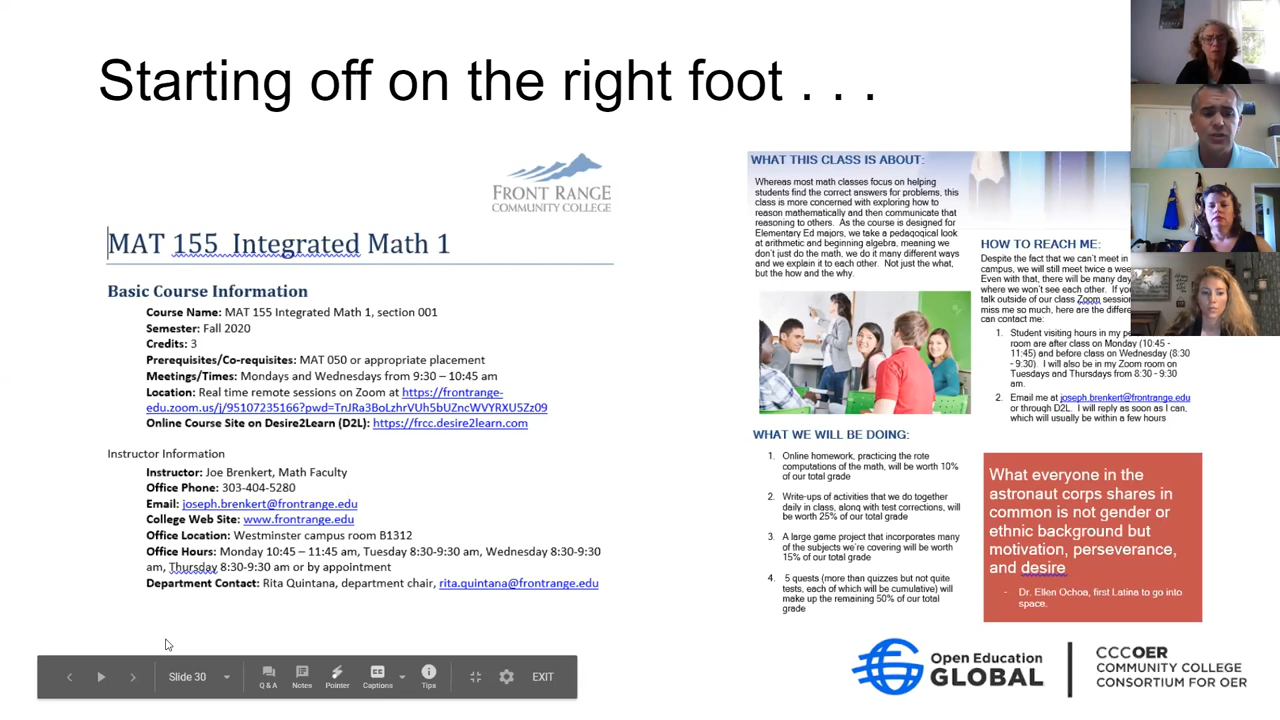 Starting off on the right foot . . .
FRONT RANGE
COMMUNITY COLLEGE
MAT 155 Integrated Math 1
Basic Course Information
Course Name: MAT 155 Integrated Math 1, section 001
Semester: Fall 2020
Credits: 3
Prerequisites/Co-requisites: MAT 050 or appropriate placement
Meetings/Times: Mondays and Wednesdays from 9:30 – 10:45 am
Location: Real time remote sessions on Zoom at https://frontrange-
edu.zoom.us/j/95107235166?pwd=TnJRa3BoLzhrVUh5bUZncWVYRXU5Zz09
Online Course Site on Desire2Learn (D2L): https://frcc.desire2learn.com
Instructor Information
Instructor: Joe Brenkert, Math Faculty
Office Phone: 303-404-5280
Email: joseph.brenkert@frontrange.edu
College Web Site: www.frontrange.edu
Office Location: Westminster campus room B1312
Office Hours: Monday 10:45 – 11:45 am, Tuesday 8:30-9:30 am, Wednesday 8:30-9:30
am, Thursday 8:30-9:30 am or by appointment
Department Contact: Rita Quintana, department chair, rita.quintana@frontrange.edu
WHAT THIS CLASS IS ABOUT:
Whereas most math classes focus on helping
students find the correct answers for problems, this
class is more concerned with exploring how to
reason mathematically and then communicate that
reasoning to others. As the course is designed for
Elementary Ed majors, we take a pedagogical look
at arithmetic and beginning algebra, meaning we
don't just do the math, we do it many different ways
and we explain it to each other. Not just the what,
but the how and the why.
WHAT WE WILL BE DOING:
1. Online homework, practicing the rote
computations of the math, will be worth 10%
of our total grade
2. Write-ups of activities that we do together
daily in class, along with test corrections, will
be worth 25% of our total grade
3. A large game project that incorporates many
of the subjects we're covering will be worth
15% of our total grade
4. 5 quests (more than quizzes but not quite
tests, each of which will be cumulative) will
make up the remaining 50% of our total
grade
HOW TO REACH ME:
Despite the fact that we can't meet in
campus, we will still meet twice a wee
Even with that, there will be many day
where we won't see each other. If you
talk outside of our class Zoom session
miss me so much, here are the differe
can contact me:
1. Student visiting hours in my pe
room are after class on Monday (10:45 -
11:45) and before class on Wednesday (8:30
- 9:30). I will also be in my Zoom room on
Tuesdays and Thursdays from 8:30 - 9:30
am.
2. Email me at joseph.brenkert@frontrange.edu
or through D2L. I will reply as soon as I can,
which will usually be within a few hours
What everyone in the
astronaut corps shares in
common is not gender or
ethnic background but
motivation, perseverance,
and desire
- Dr. Ellen Ochoa, first Latina to go into
space.
Slide 30
Q & A
Notes
Pointer
Captions
Tips
EXIT
Open Education
GLOBAL
CCCOER
COMMUNITY COLLEGE
CONSORTIUM FOR OER